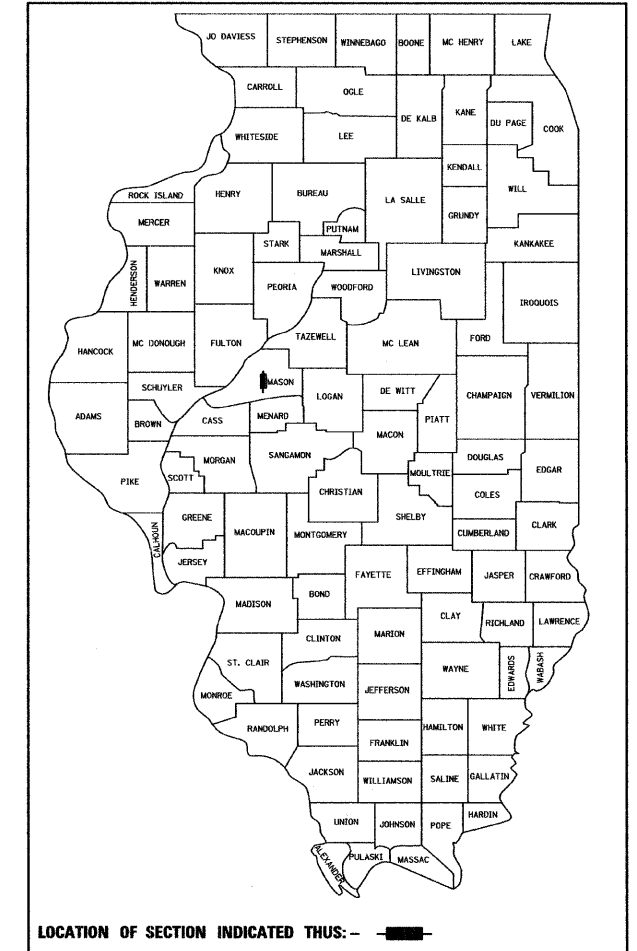 JO DAVIESS STEPHENSON WINNEBAGO BOONE MC HENRY LAKE
CARROLL OGLE DE KALB KANE DU PAGE COOK
WHITESIDE LEE KENDALL WILL
ROCK ISLAND HENRY BUREAU LA SALLE GRUNDY
MERCER STARK PUTNAM KANKAKEE
HENDERSON WARREN KNOX PEORIA MARSHALL WOODFORD LIVINGSTON IROQUOIS
HANCOCK MC DONOUGH FULTON TAZEWELL MC LEAN FORD
SCHUYLER MASON LOGAN DE WITT CHAMPAIGN VERMILION
ADAMS BROWN CASS MENARD MACON PIATT
PIKE SCOTT MORGAN SANGAMON CHRISTIAN MOULTRIE DOUGLAS EDGAR
COLES
CALHOUN GREENE MACOUPIN MONTGOMERY SHELBY CUMBERLAND CLARK
JERSEY FAYETTE EFFINGHAM JASPER CRAWFORD
MADISON BOND CLAY RICHLAND LAWRENCE
CLINTON MARION
ST. CLAIR WASHINGTON JEFFERSON WAYNE EDWARDS WABASH
MONROE
RANDOLPH PERRY FRANKLIN HAMILTON WHITE
JACKSON WILLIAMSON SALINE GALLATIN
UNION JOHNSON POPE HARDIN
ALEXANDER PULASKI MASSAC
LOCATION OF SECTION INDICATED THUS: -